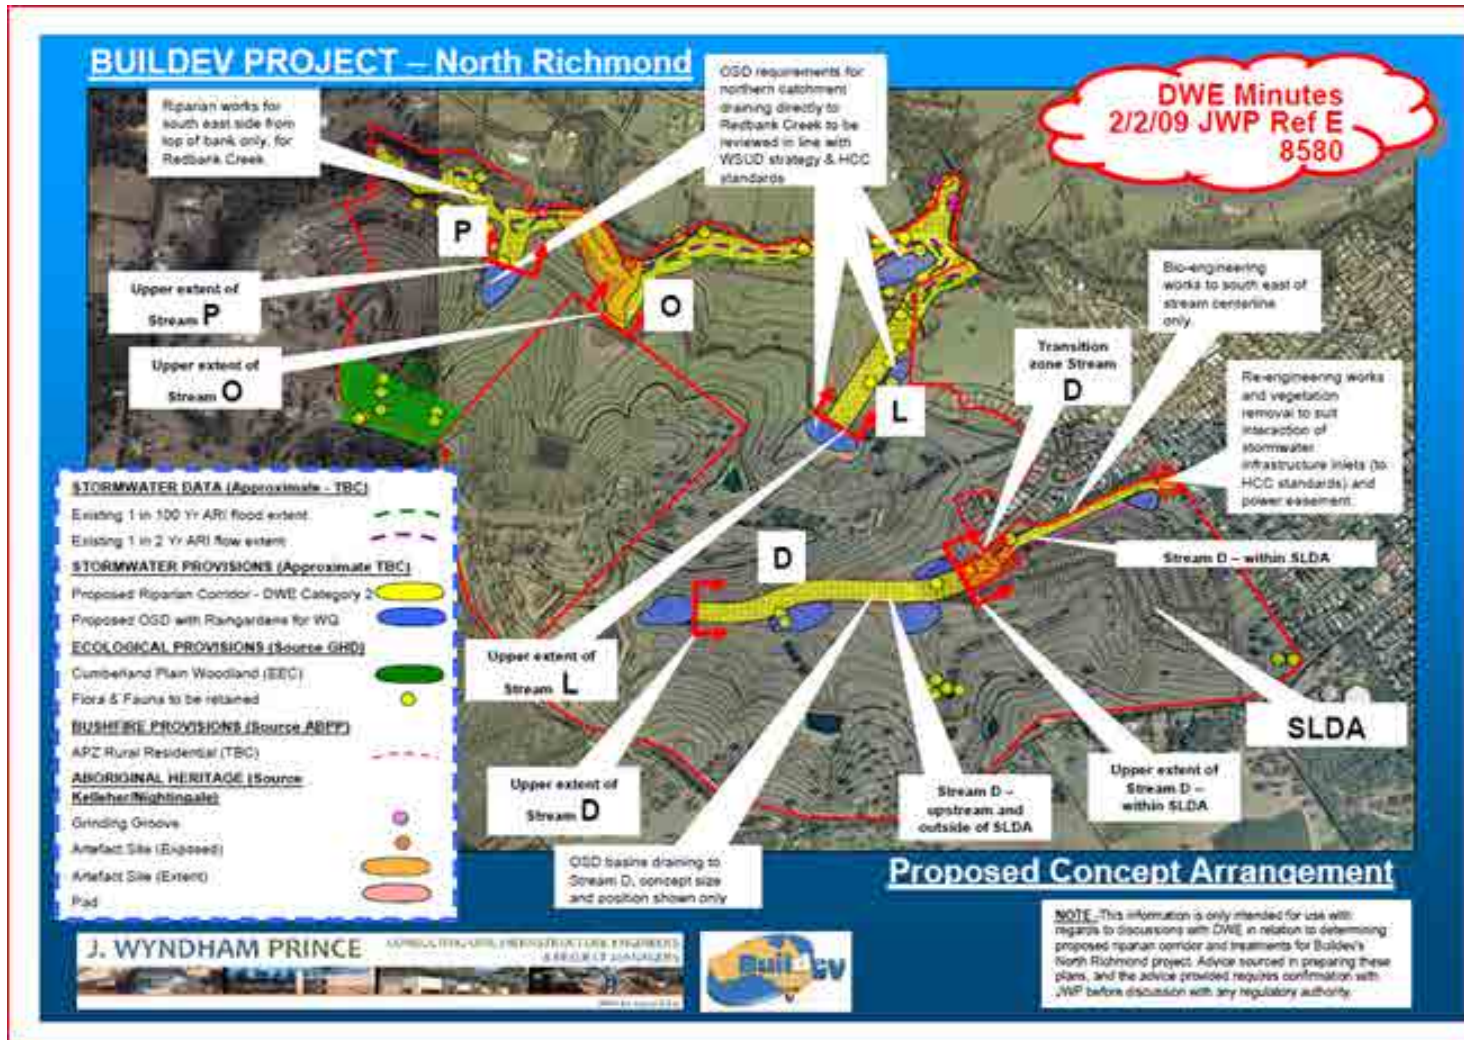 BUILDEV PROJECT – North Richmond
DWE Minutes
2/2/09 JWP Ref E
8580
Riparian works for
south east side from
top of bank only, for
Redbank Creek.
OSD requirements for
northern catchment
draining directly to
Redbank Creek to be
reviewed in line with
WSUD strategy & HCC
standards
P
Upper extent of
Stream P
O
Upper extent of
Stream O
Bio-engineering
works to south east of
stream centerline
only.
Transition
zone Stream
D
Re-engineering works
and vegetation
removal to suit
interaction of
stormwater
infrastructure inlets (to
HCC standards) and
power easement.
L
D
Stream D – within SLDA
Upper extent of
Stream L
SLDA
Upper extent of
Stream D
Stream D –
upstream and
outside of SLDA
Upper extent of
Stream D –
within SLDA
OSD basins draining to
Stream D, concept size
and position shown only
STORMWATER DATA (Approximate - TBC)
Existing 1 in 100 Yr ARI flood extent
Existing 1 in 2 Yr ARI flow extent
STORMWATER PROVISIONS (Approximate TBC)
Proposed Riparian Corridor - DWE Category 2
Proposed OSD with Raingardens for WQ
ECOLOGICAL PROVISIONS (Source GHD)
Cumberland Plain Woodland (EEC)
Flora & Fauna to be retained
BUSHFIRE PROVISIONS (Source ABPP)
APZ Rural Residential (TBC)
ABORIGINAL HERITAGE (Source
Kelleher/Nightingale)
Grinding Groove
Artefact Site (Exposed)
Artefact Site (Extent)
Pad
Proposed Concept Arrangement
J. WYNDHAM PRINCE
CONSULTING CIVIL INFRASTRUCTURE ENGINEERS
& PROJECT MANAGERS
BuildEV
NOTE -This information is only intended for use with
regards to discussions with DWE in relation to determining
proposed riparian corridor and treatments for Buildev's
North Richmond project. Advice sourced in preparing these
plans, and the advice provided requires confirmation with
JWP before discussion with any regulatory authority.